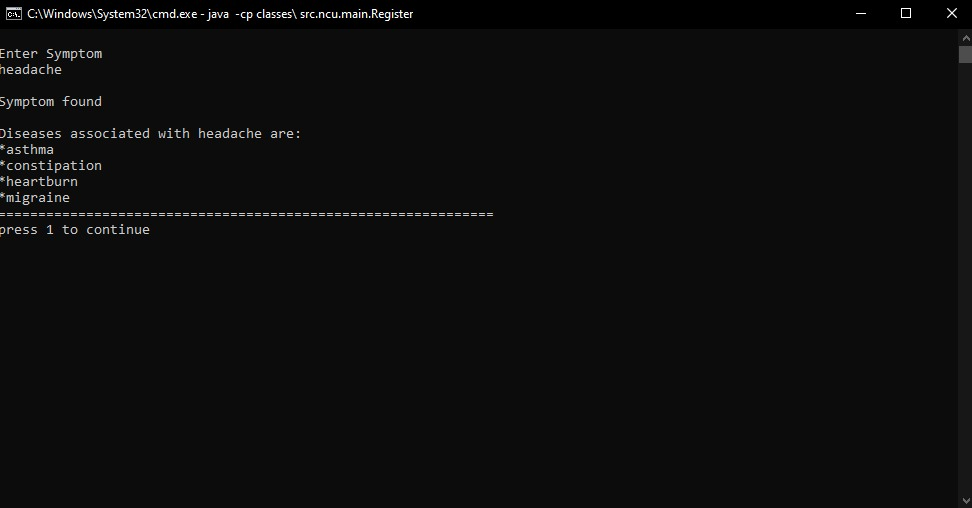 C:\Windows\System32\cmd.exe - java  -cp classes\ src.ncu.main.Register
Enter Symptom
headache
Symptom found
Diseases associated with headache are:
*asthma
*constipation
*heartburn
*migraine
==============================================================
press 1 to continue